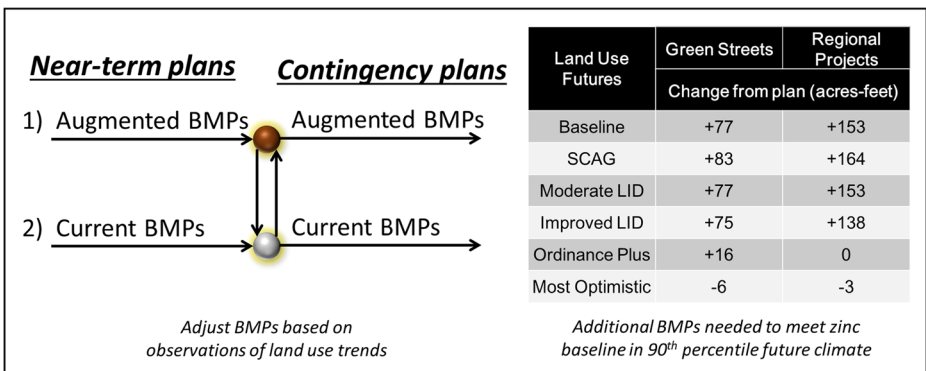 Near-term plans
Contingency plans
1) Augmented BMPs
Augmented BMPs
2) Current BMPs
Current BMPs
Adjust BMPs based on
observations of land use trends
Land Use
Futures
Green Streets
Regional
Projects
Change from plan (acres-feet)
Baseline +77 +153
SCAG +83 +164
Moderate LID +77 +153
Improved LID +75 +138
Ordinance Plus +16 0
Most Optimistic -6 -3
Additional BMPs needed to meet zinc
baseline in 90th percentile future climate